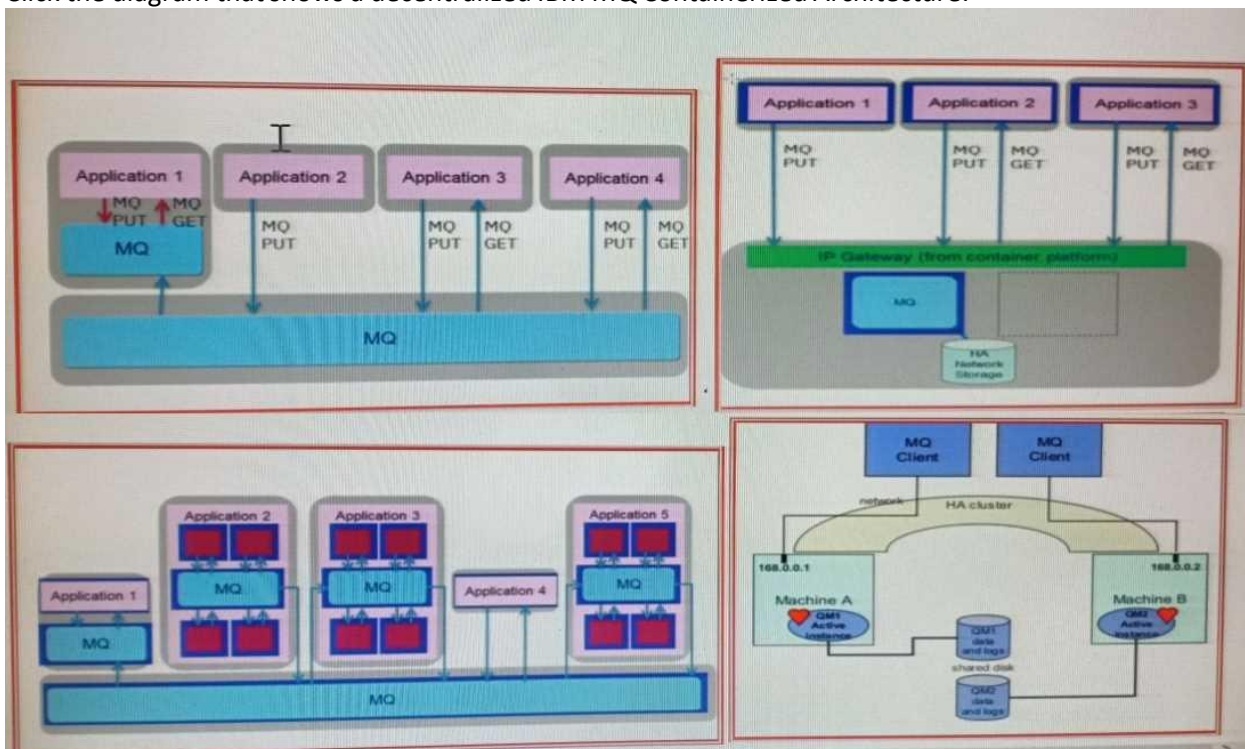 Click the diagram that shows a decentralized IBM MQ Containerized Architecture.
Application 1
Application 2
Application 3
Application 4
MQ PUT
MQ GET
MQ PUT
MQ PUT
MQ GET
MQ PUT
MQ GET
MQ
MQ
Application 1
Application 2
Application 3
MQ PUT
MQ PUT
MQ GET
MQ PUT
MQ GET
IP Gateway (from container platform)
MQ
HA
Network
Storage
Application 2
Application 3
Application 5
Application 1
MQ
MQ
Application 4
MQ
MQ
MQ
MQ Client
MQ Client
network
HA cluster
168.0.0.1
168.0.0.2
Machine A
Machine B
QM1
Active
instance
QM2
Active
instance
QM1
data
and logs
shared disk
QM2
data
and logs